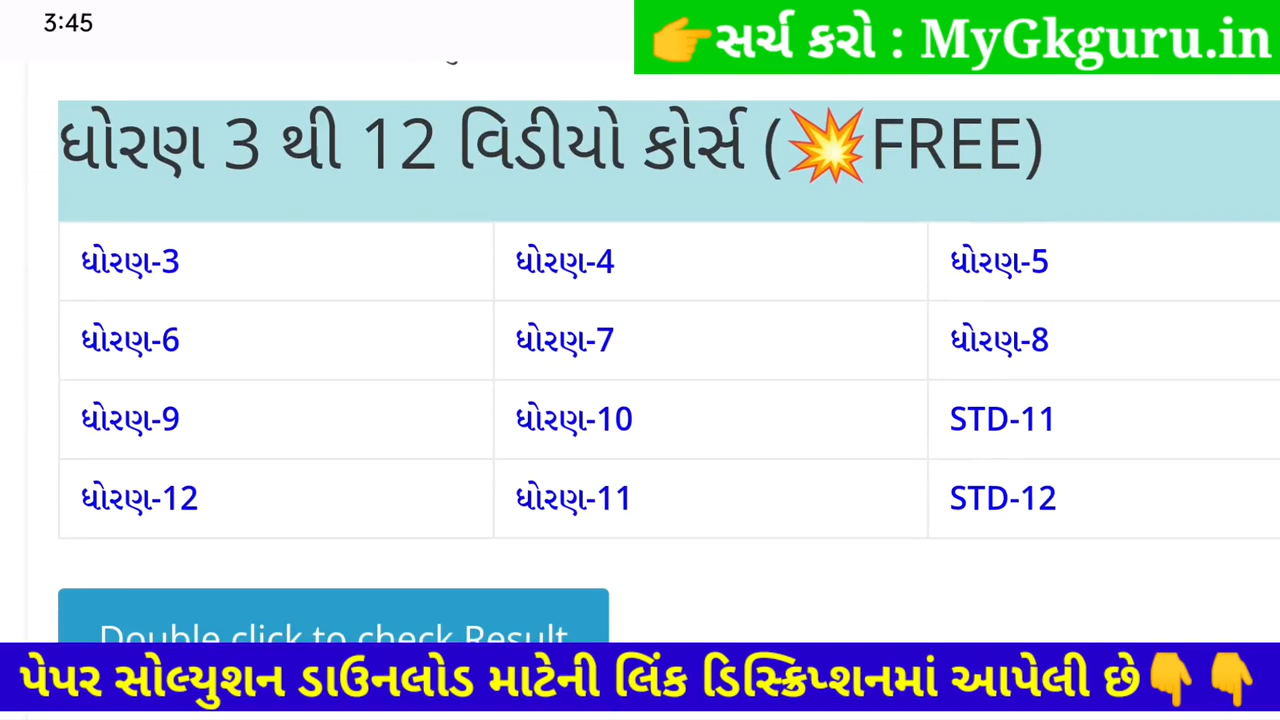 3:45
👉સર્ચ કરો : MyGkguru.in
ધોરણ 3 થી 12 વિડીયો કોર્સ (💥FREE)
ધોરણ-3 ધોરણ-4 ધોરણ-5
ધોરણ-6 ધોરણ-7 ધોરણ-8
ધોરણ-9 ધોરણ-10 STD-11
ધોરણ-12 ધોરણ-11 STD-12
Double click to check Result
પેપર સોલ્યુશન ડાઉનલોડ માટેની લિંક ડિસ્ક્રિપ્શનમાં આપેલી છે👇👇